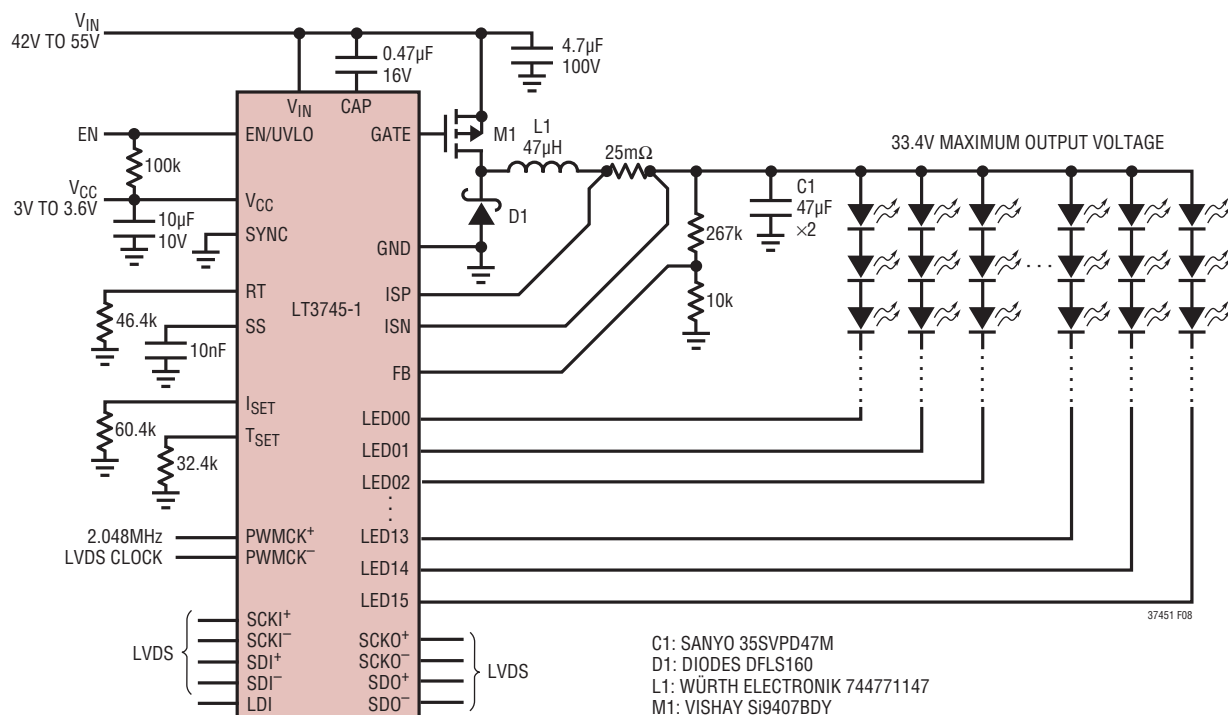 VIN
42V TO 55V
0.47µF
16V
4.7µF
100V
VIN
CAP
EN
EN/UVLO
GATE
M1
L1
47µH
25mΩ
33.4V MAXIMUM OUTPUT VOLTAGE
100k
VCC
3V TO 3.6V
VCC
10µF
10V
SYNC
D1
GND
C1
47µF
×2
267k
10k
RT
46.4k
LT3745-1
ISP
SS
10nF
ISN
FB
ISET
60.4k
TSET
32.4k
LED00
LED01
LED02
2.048MHz
LVDS CLOCK
PWMCK+
PWMCK–
LED13
LED14
LED15
37451 F08
LVDS
SCKI+
SCKI–
SDI+
SDI–
LDI
SCKO+
SCKO–
SDO+
SDO–
LVDS
C1: SANYO 35SVPD47M
D1: DIODES DFLS160
L1: WÜRTH ELECTRONIK 744771147
M1: VISHAY Si9407BDY